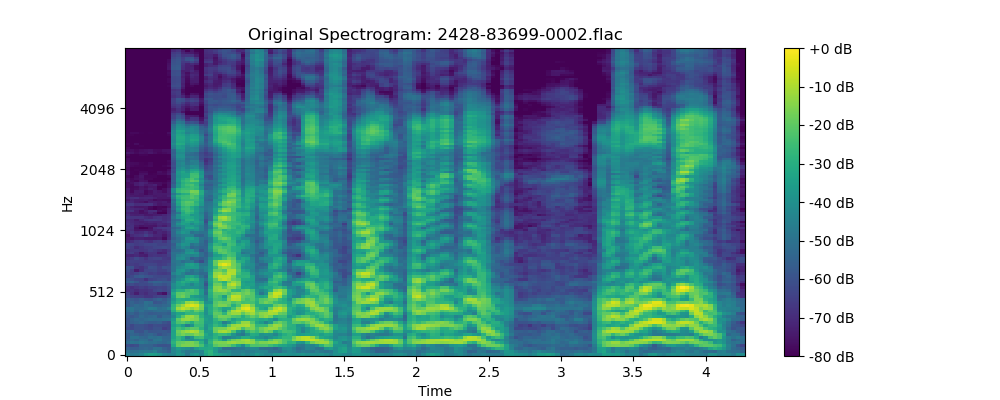 Original Spectrogram: 2428-83699-0002.flac
Hz
4096
2048
1024
512
0
0 0.5 1 1.5 2 2.5 3 3.5 4
Time
+0 dB
-10 dB
-20 dB
-30 dB
-40 dB
-50 dB
-60 dB
-70 dB
-80 dB